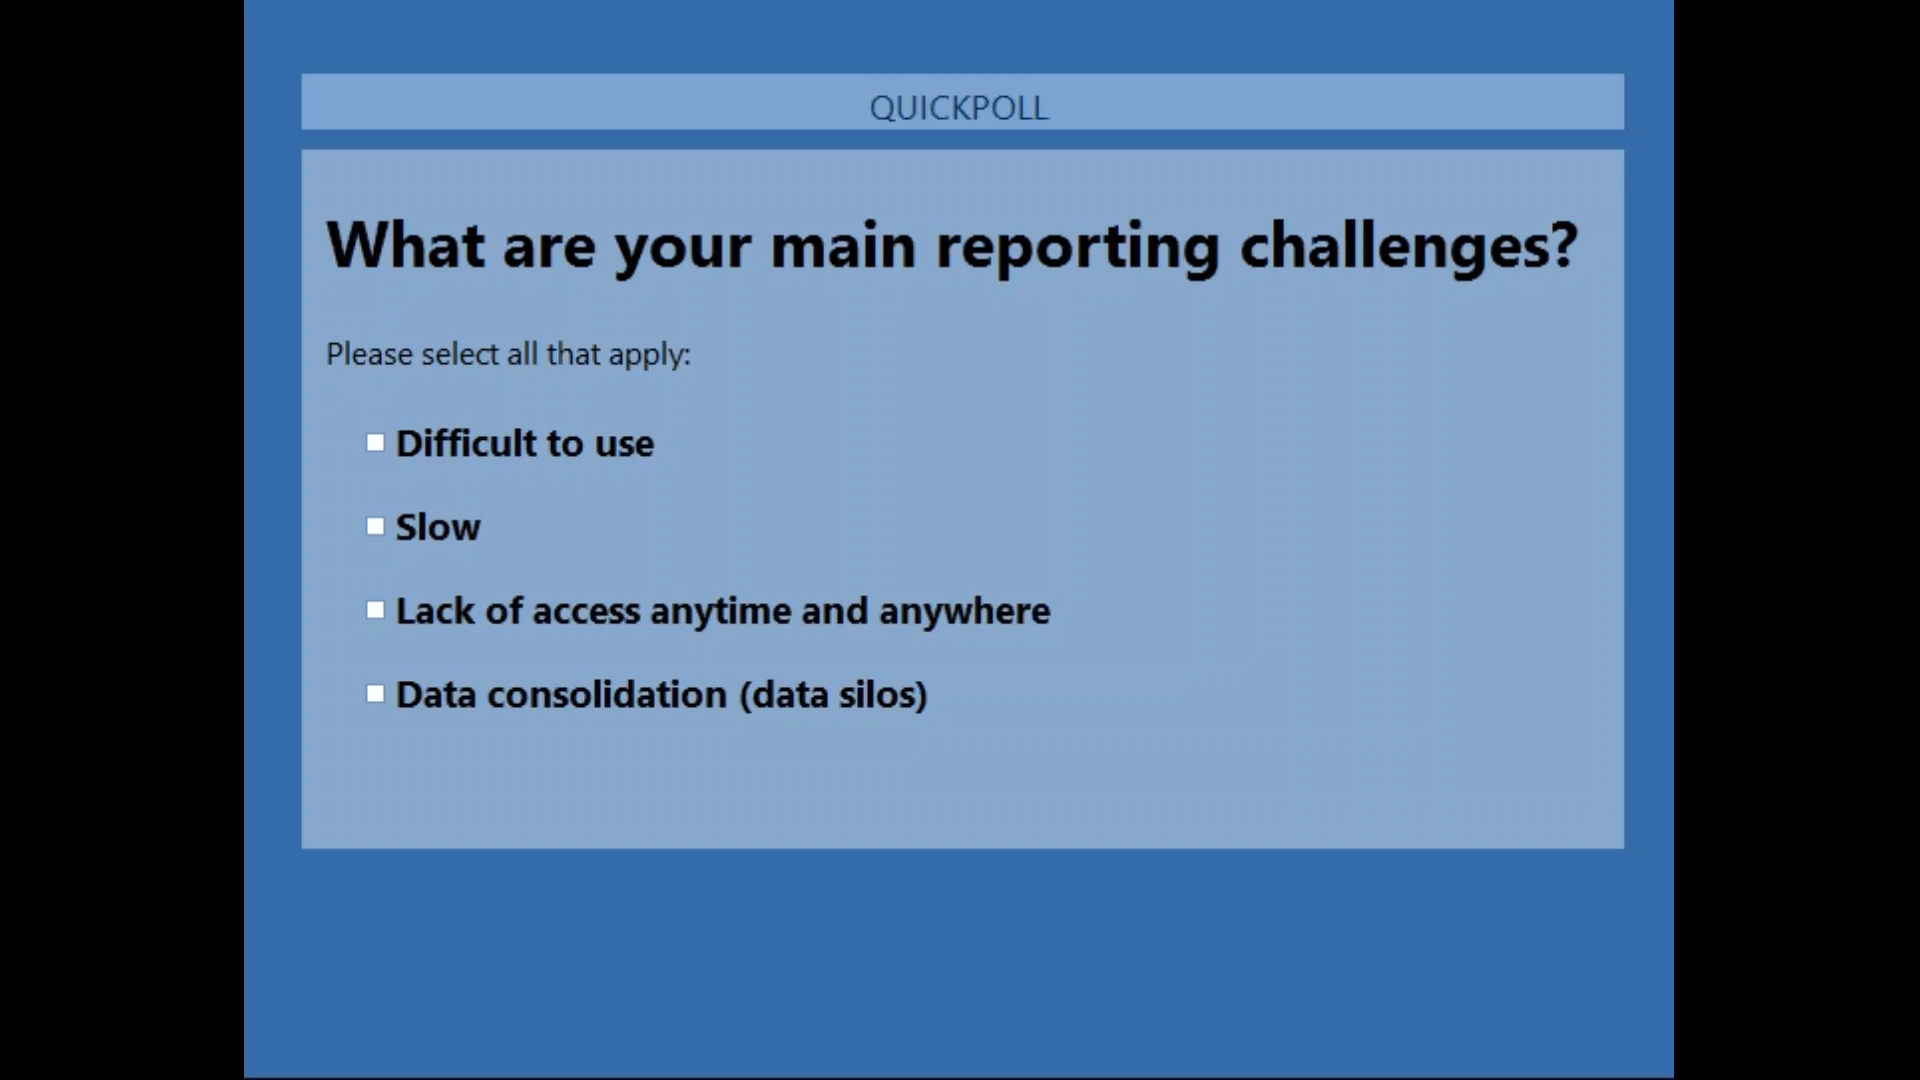 QUICKPOLL
What are your main reporting challenges?
Please select all that apply:
Difficult to use
Slow
Lack of access anytime and anywhere
Data consolidation (data silos)